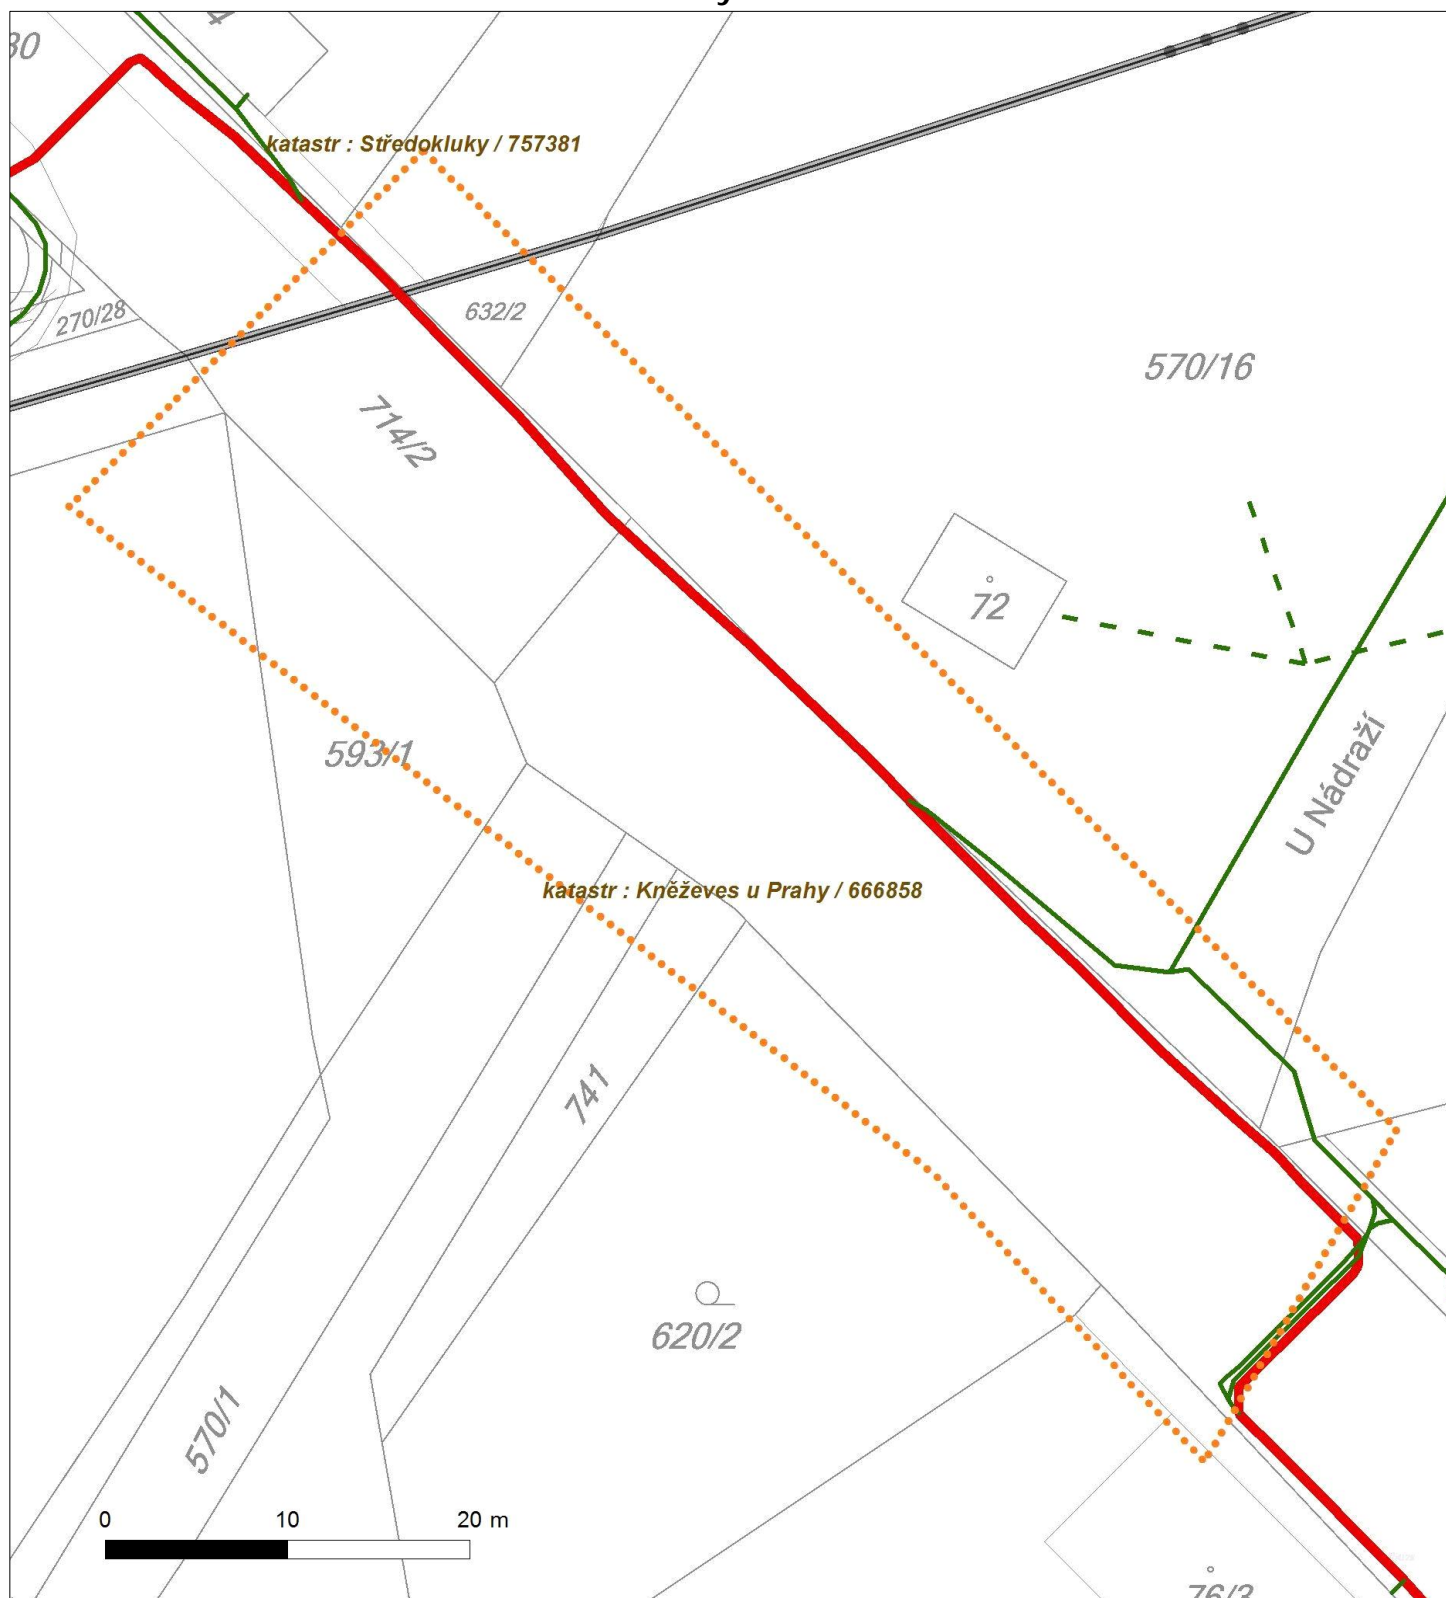 katastr : Středokluky / 757381
270/28
632/2
570/16
714/2
72
593/1
U Nádraží
katastr : Kněževes u Prahy / 666858
741
620/2
570/1
0 10 20 m